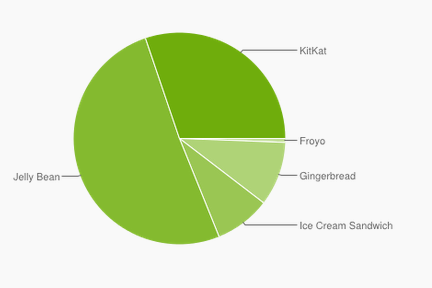 KitKat
Froyo
Jelly Bean
Gingerbread
Ice Cream Sandwich